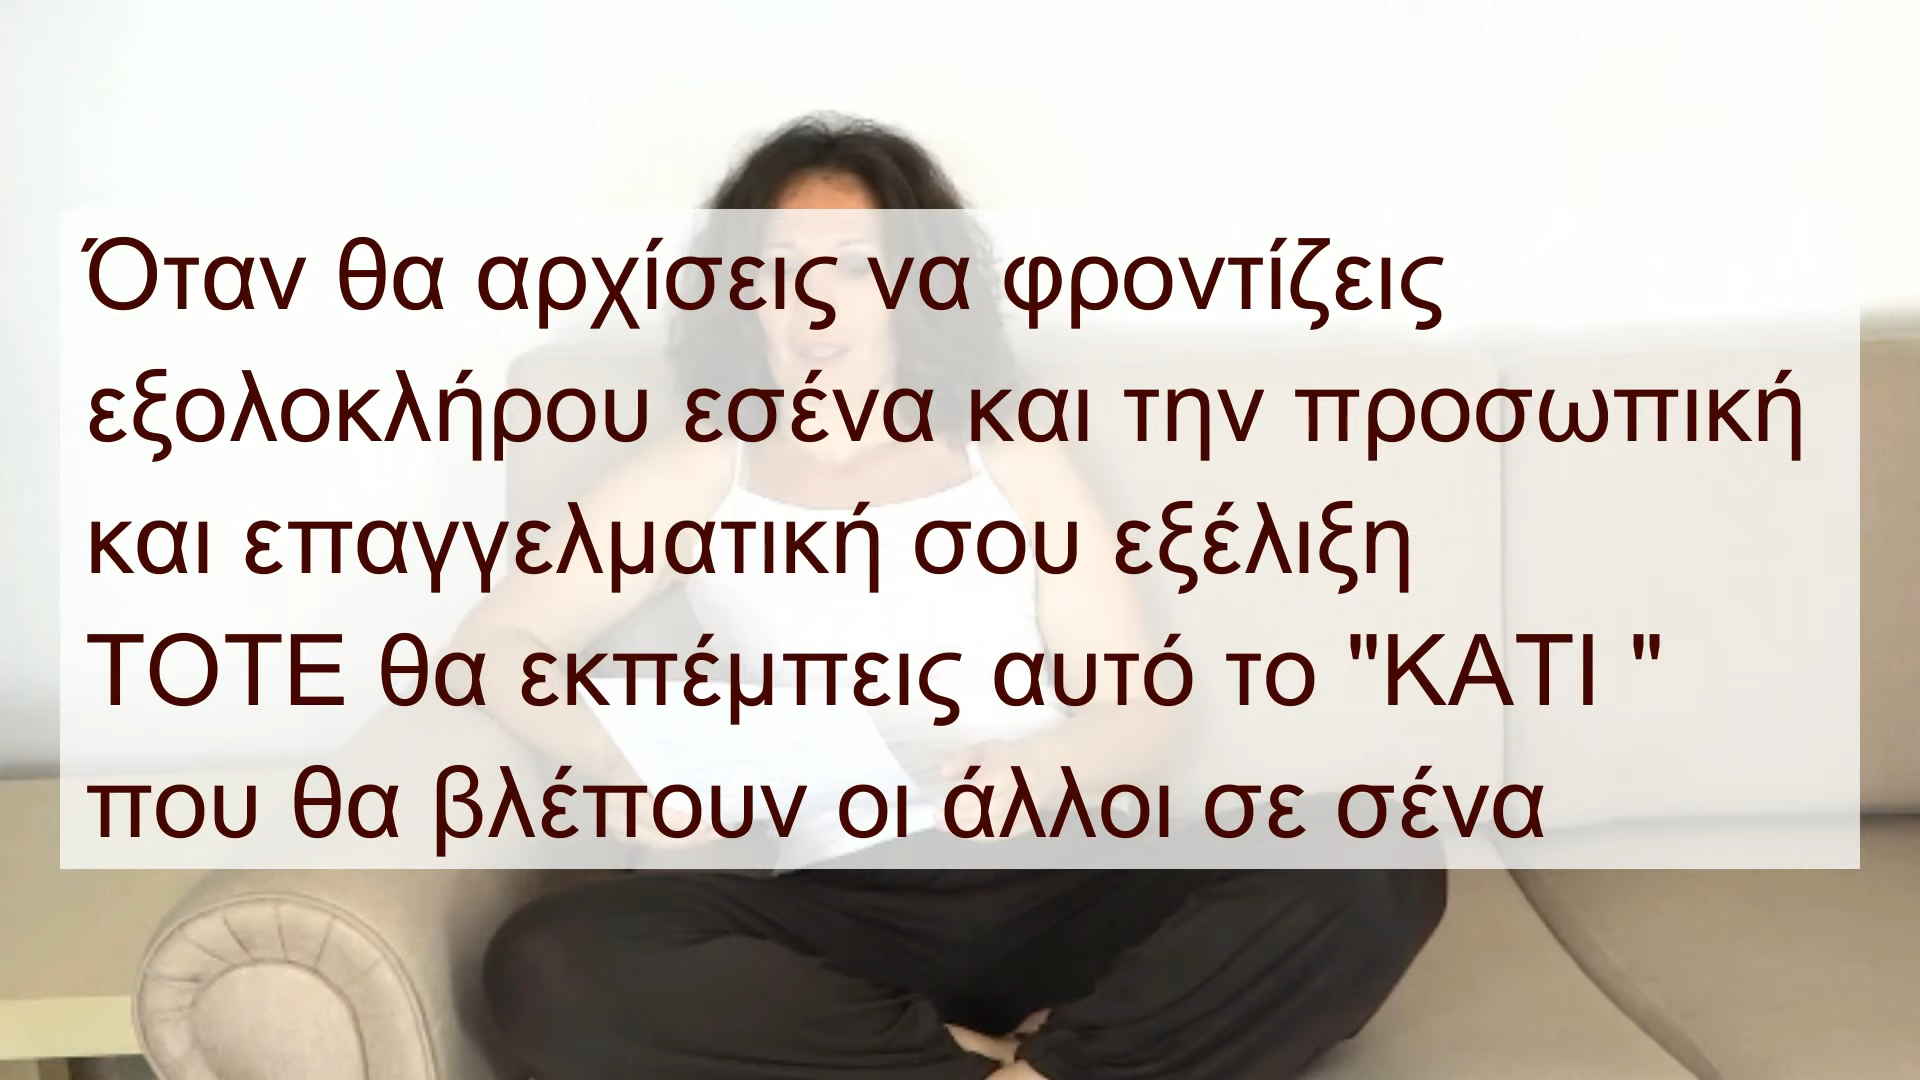 Όταν θα αρχίσεις να φροντίζεις
εξολοκλήρου εσένα και την προσωπική
και επαγγελματική σου εξέλιξη
ΤΟΤΕ θα εκπέμπεις αυτό το "ΚΑΤΙ "
που θα βλέπουν οι άλλοι σε σένα